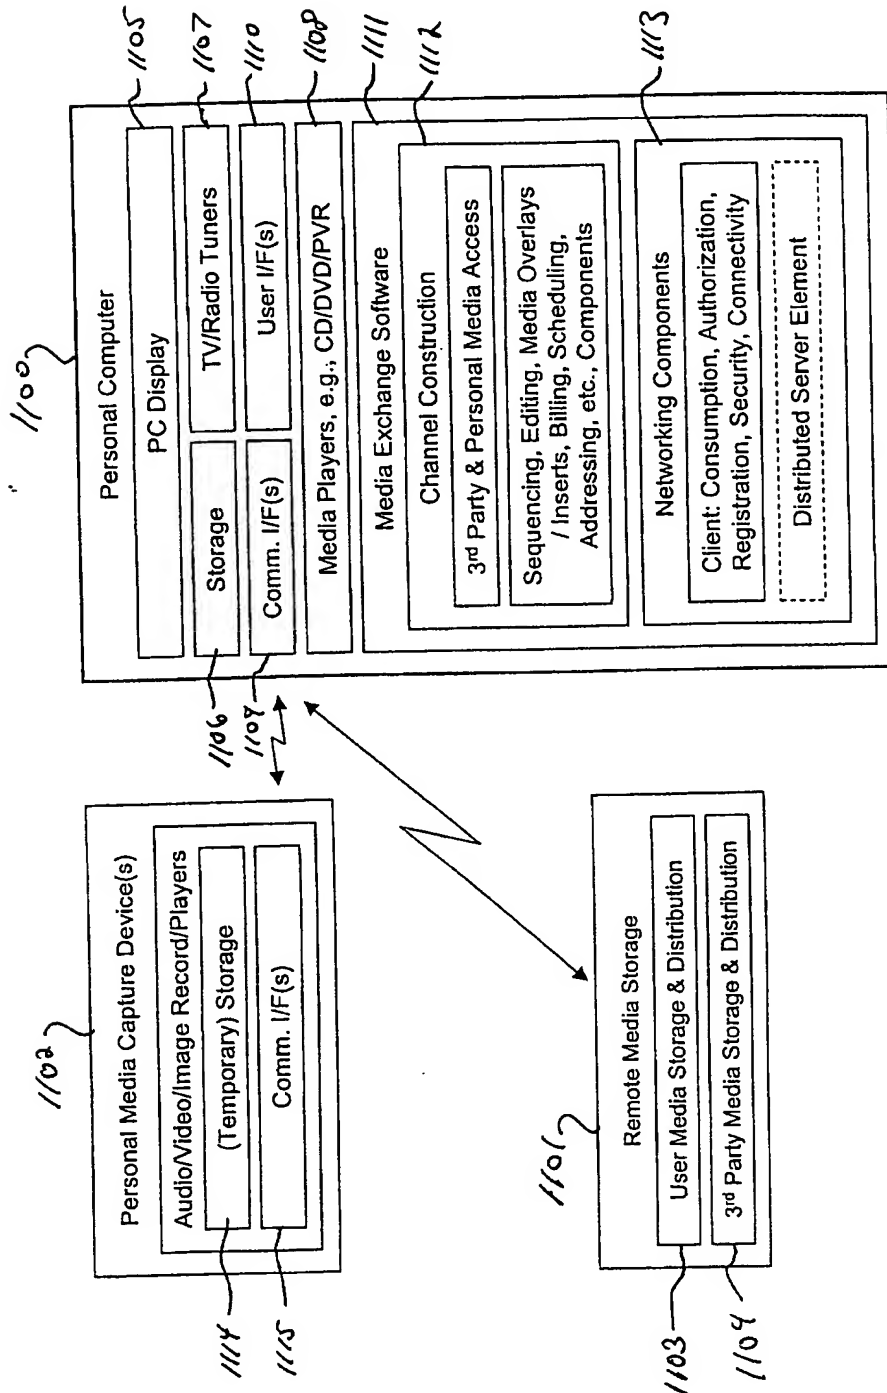 1100
Personal Computer
PC Display
1105
Storage
TV/Radio Tuners
1107
Comm. I/F(s)
User I/F(s)
1110
Media Players, e.g., CD/DVD/PVR
1108
Media Exchange Software
1111
Channel Construction
1112
3rd Party & Personal Media Access
Sequencing, Editing, Media Overlays
/ Inserts, Billing, Scheduling,
Addressing, etc., Components
Networking Components
1113
Client: Consumption, Authorization,
Registration, Security, Connectivity
Distributed Server Element
1106
1109
1102
Personal Media Capture Device(s)
Audio/Video/Image Record/Players
(Temporary) Storage
Comm. I/F(s)
1114
1115
1101
Remote Media Storage
User Media Storage & Distribution
3rd Party Media Storage & Distribution
1103
1104